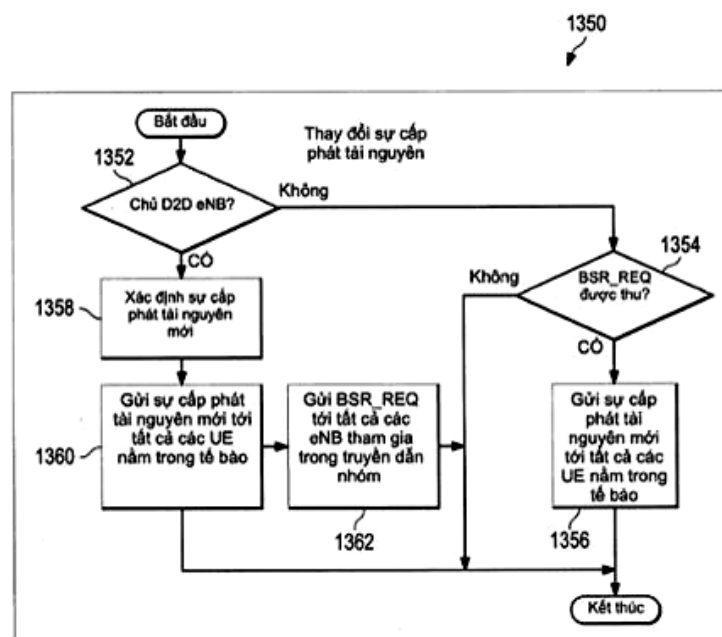 1350
Bắt đầu
Thay đổi sự cấp
phát tài nguyên
1352
Chủ D2D eNB?
Không
CÓ
1354
BSR_REQ
được thu?
Không
CÓ
1358
Xác định sự cấp
phát tài nguyên
mới
1360
Gửi sự cấp phát
tài nguyên mới tới
tất cả các UE
nằm trong tế bào
Gửi BSR_REQ
tới tất cả các
eNB tham gia
trong truyền dẫn
nhóm
1362
Gửi sự cấp
phát tài
nguyên mới
tới tất cả các
UE nằm trong
tế bào
1356
Kết thúc